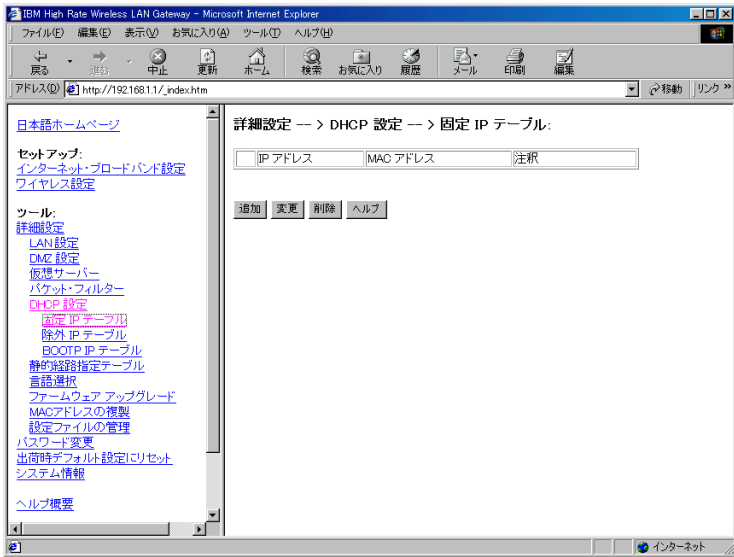 IBM High Rate Wireless LAN Gateway - Microsoft Internet Explorer
ファイル(F) 編集(E) 表示(V) お気に入り(A) ツール(T) ヘルプ(H)
戻る 進む 中止 更新 ホーム 検索 お気に入り 履歴 メール 印刷 編集
アドレス(D) http://192.168.1.1/_index.htm 移動 リンク »
日本語ホームページ
セットアップ:
インターネット・ブロードバンド設定
ワイヤレス設定
ツール:
詳細設定
LAN 設定
DMZ 設定
仮想サーバー
パケット・フィルター
DHCP 設定
固定 IP テーブル
除外 IP テーブル
BOOTP IP テーブル
静的経路指定テーブル
言語選択
ファームウェア アップグレード
MACアドレスの複製
設定ファイルの管理
パスワード変更
出荷時デフォルト設定にリセット
システム情報
ヘルプ概要
詳細設定 -- > DHCP 設定 -- > 固定 IP テーブル:
IP アドレス MAC アドレス 注釈
追加 変更 削除 ヘルプ
インターネット